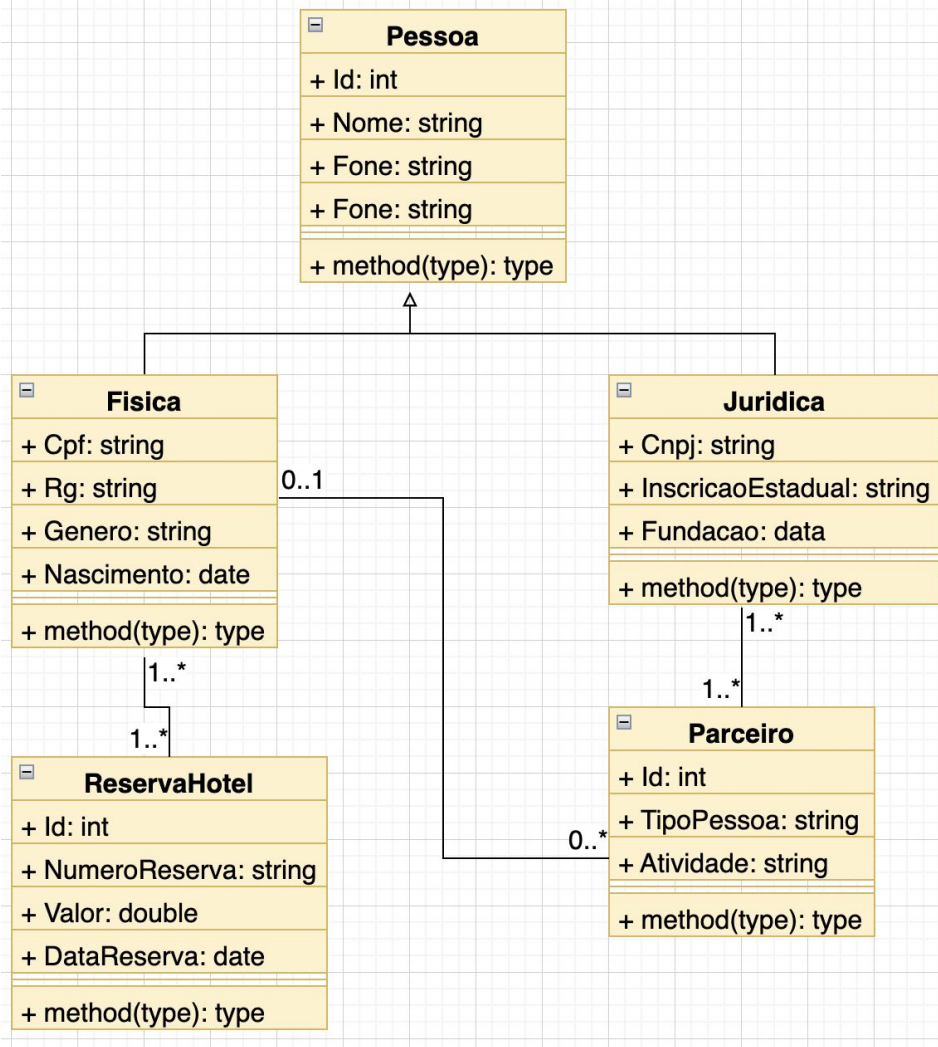 Pessoa
+ Id: int
+ Nome: string
+ Fone: string
+ Fone: string
+ method(type): type
Fisica
+ Cpf: string
+ Rg: string
+ Genero: string
+ Nascimento: date
+ method(type): type
0..1
1..*
1..*
Juridica
+ Cnpj: string
+ InscricaoEstadual: string
+ Fundacao: data
+ method(type): type
1..*
1..*
ReservaHotel
+ Id: int
+ NumeroReserva: string
+ Valor: double
+ DataReserva: date
+ method(type): type
0..*
Parceiro
+ Id: int
+ TipoPessoa: string
+ Atividade: string
+ method(type): type